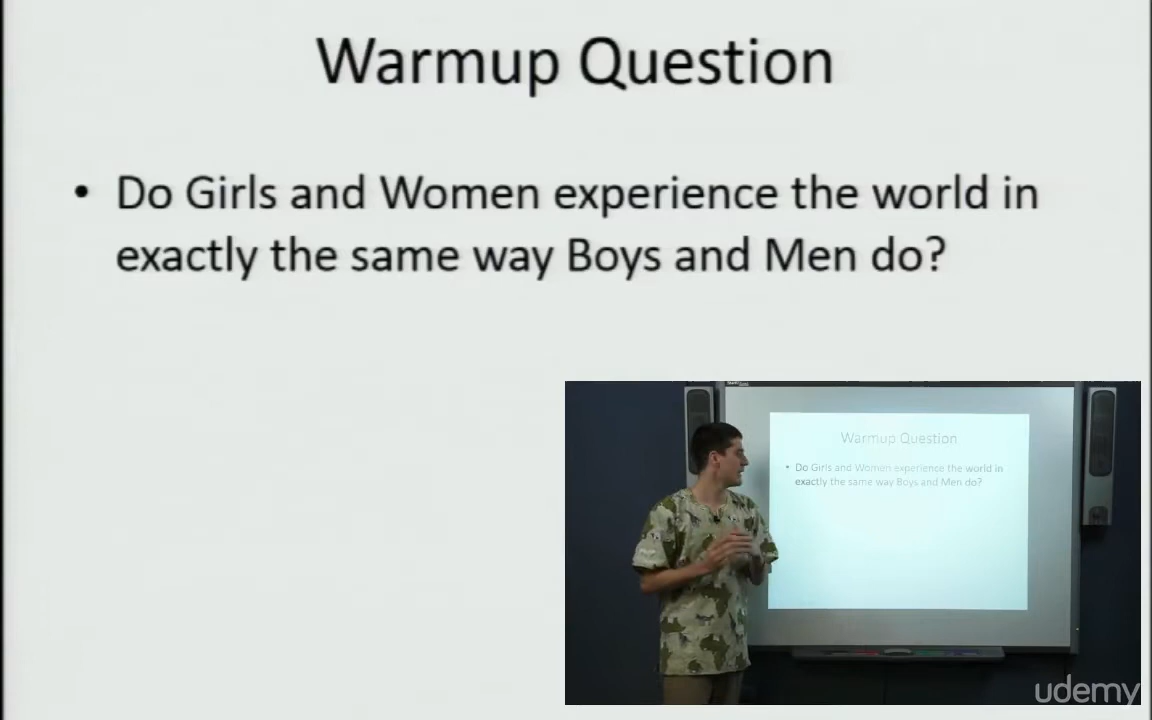 Warmup Question
• Do Girls and Women experience the world in
exactly the same way Boys and Men do?
Warmup Question
• Do Girls and Women experience the world in
exactly the same way Boys and Men do?
udemy